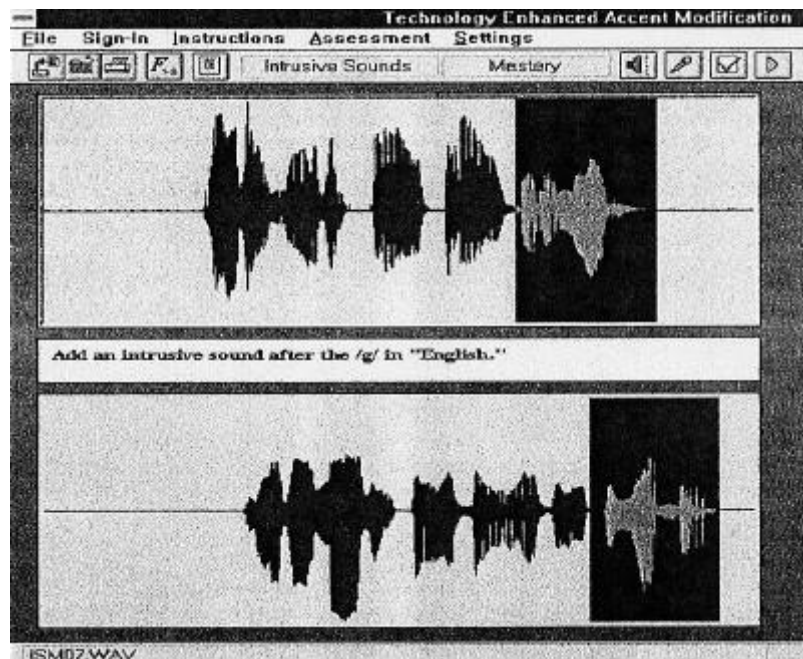 Technology Enhanced Accent Modification
File Sign-In Instructions Assessment Settings
Intrusive Sounds Mastery
Add an intrusive sound after the /g/ in "English."
ISM07.WAV